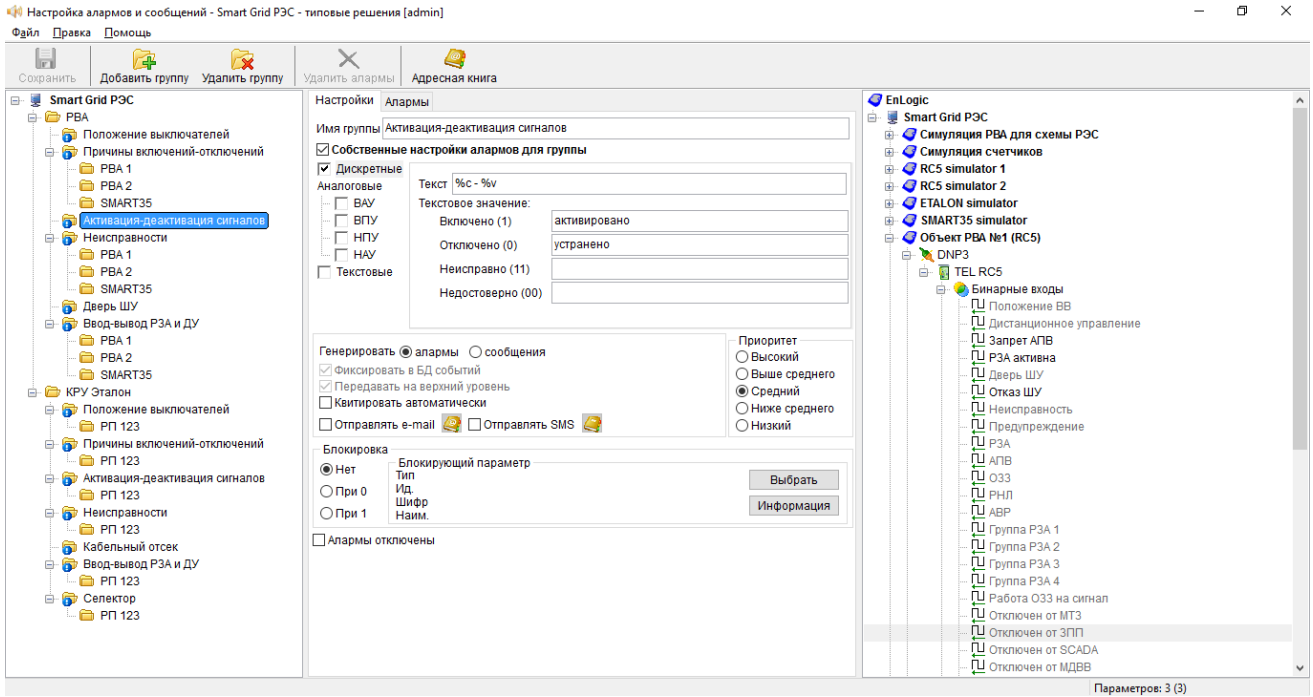 Настройка алармов и сообщений - Smart Grid РЭС - типовые решения [admin]
Файл Правка Помощь
Сохранить Добавить группу Удалить группу Удалить алармы Адресная книга
Smart Grid РЭС
РВА
Положение выключателей
Причины включений-отключений
РВА 1
РВА 2
SMART35
Активация-деактивация сигналов
Неисправности
РВА 1
РВА 2
SMART35
Дверь ШУ
Ввод-вывод РЗА и ДУ
РВА 1
РВА 2
SMART35
КРУ Эталон
Положение выключателей
РП 123
Причины включений-отключений
РП 123
Активация-деактивация сигналов
РП 123
Неисправности
РП 123
Кабельный отсек
Ввод-вывод РЗА и ДУ
РП 123
Селектор
РП 123
Настройки Алармы
Имя группы Активация-деактивация сигналов
Собственные настройки алармов для группы
Дискретные
Аналоговые
ВАУ
ВПУ
НПУ
НАУ
Текстовые
Текст %c - %v
Текстовое значение:
Включено (1) активировано
Отключено (0) устранено
Неисправно (11)
Недостоверно (00)
Генерировать алармы сообщения
Фиксировать в БД событий
Передавать на верхний уровень
Квитировать автоматически
Отправлять e-mail Отправлять SMS
Приоритет
Высокий
Выше среднего
Средний
Ниже среднего
Низкий
Блокировка
Нет
При 0
При 1
Блокирующий параметр
Тип
Ид.
Шифр
Наим.
Выбрать
Информация
Алармы отключены
EnLogic
Smart Grid РЭС
Симуляция РВА для схемы РЭС
Симуляция счетчиков
RC5 simulator 1
RC5 simulator 2
ETALON simulator
SMART35 simulator
Объект РВА №1 (RC5)
DNP3
TEL RC5
Бинарные входы
Положение ВВ
Дистанционное управление
Запрет АПВ
РЗА активна
Дверь ШУ
Отказ ШУ
Неисправность
Предупреждение
РЗА
АПВ
ОЗЗ
РНЛ
АВР
Группа РЗА 1
Группа РЗА 2
Группа РЗА 3
Группа РЗА 4
Работа ОЗЗ на сигнал
Отключен от МТЗ
Отключен от ЗПП
Отключен от SCADA
Отключен от МДВВ
Параметров: 3 (3)